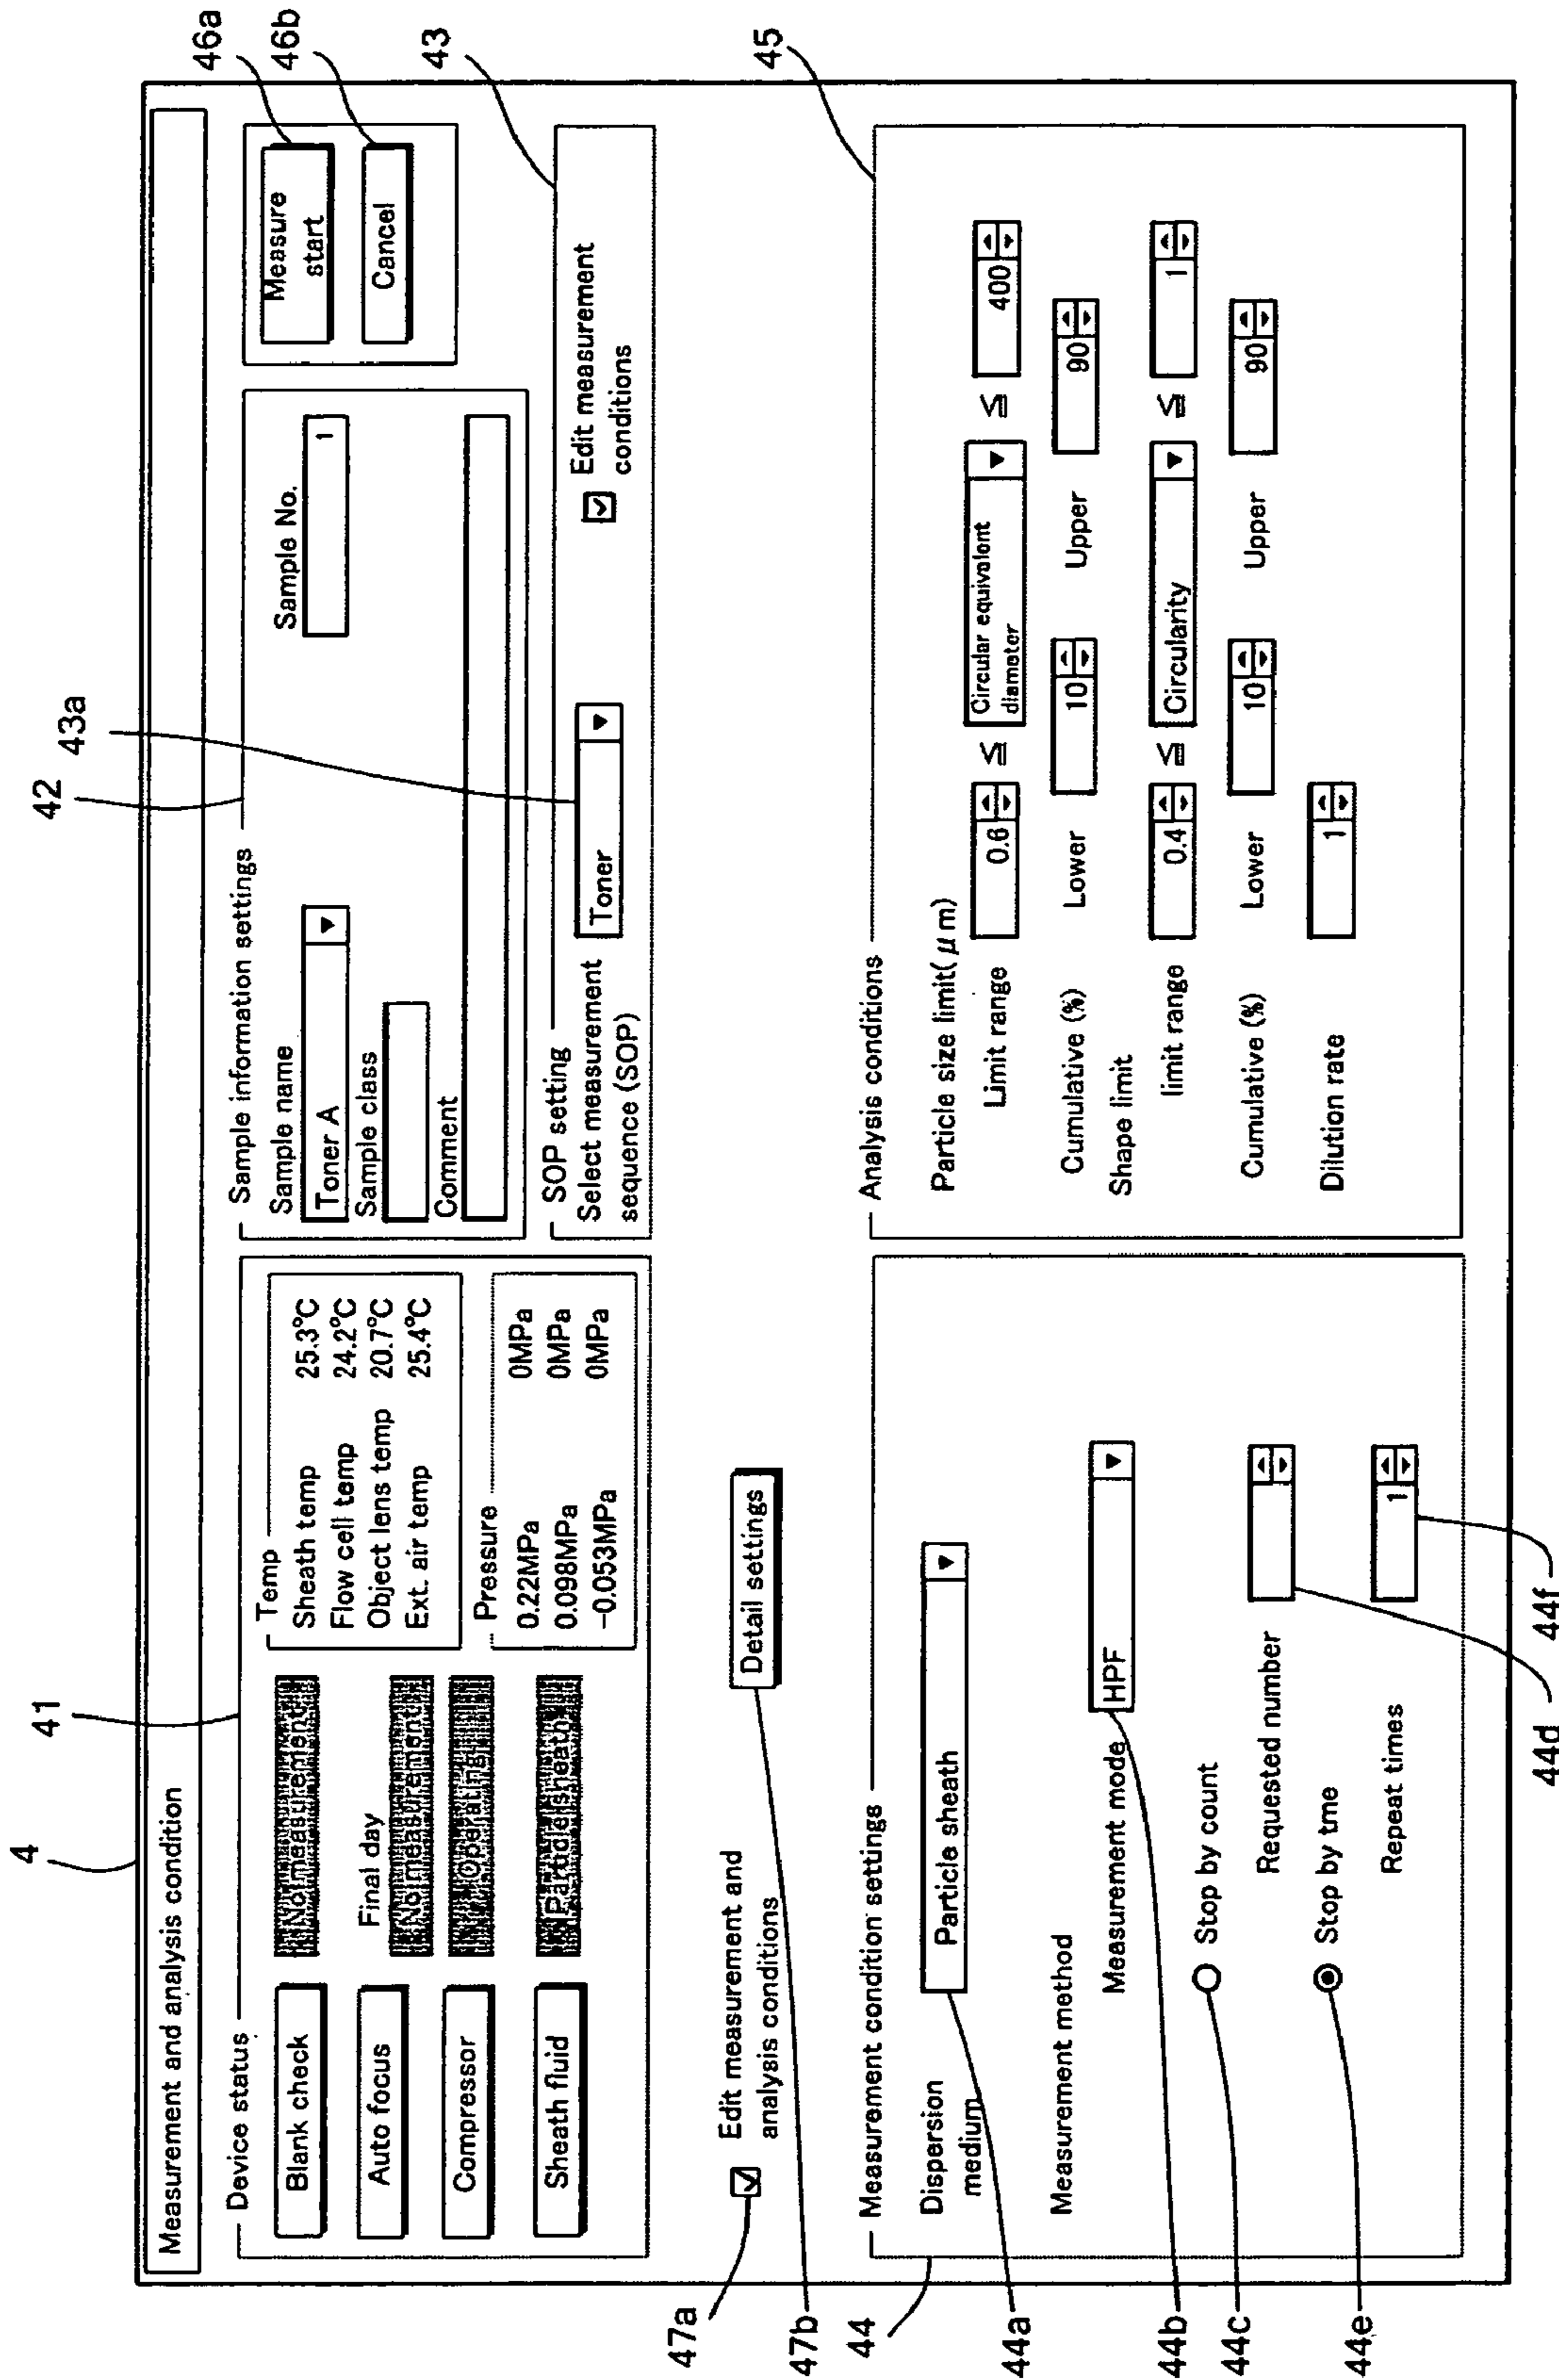 4
41
42
43a
46a
46b
43
45
Measurement and analysis condition
Device status
Blank check
No measurement
Auto focus
Final day
No measurement
Compressor
Operating
Sheath fluid
Particle sheath
Temp
Sheath temp 25.3°C
Flow cell temp 24.2°C
Object lens temp 20.7°C
Ext. air temp 25.4°C
Pressure
0.22MPa 0MPa
0.098MPa 0MPa
-0.053MPa 0MPa
Sample information settings
Sample name
Toner A
Sample No.
1
Sample class
Comment
Measure
start
Cancel
SOP setting
Select measurement
sequence (SOP)
Toner
Edit measurement
conditions
47a
Edit measurement and
analysis conditions
Detail settings
47b
44
Measurement condition settings
Dispersion
medium
Particle sheath
44a
Measurement method
Measurement mode
HPF
44b
Stop by count
44c
Requested number
44d
Stop by tme
44e
Repeat times
1
44f
Analysis conditions
Particle size limit(μm)
Limit range 0.6 ≦ Circular equivalent
diameter ≦ 400
Cumulative (%) Lower 10 Upper 90
Shape limit
limit range 0.4 ≦ Circularity ≦ 1
Cumulative (%) Lower 10 Upper 90
Dilution rate 1